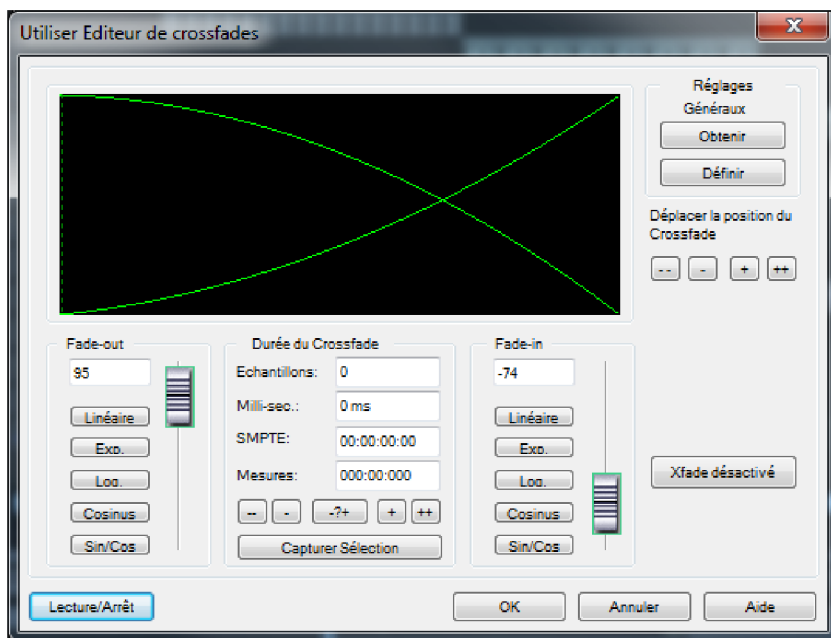 Utiliser Editeur de crossfades
X
Réglages
Généraux
Obtenir
Définir
Déplacer la position du
Crossfade
-- - + ++
Fade-out
95
Linéaire
Exp.
Log.
Cosinus
Sin/Cos
Durée du Crossfade
Echantillons: 0
Milli-sec.: 0 ms
SMPTE: 00:00:00:00
Mesures: 000:00:000
-- - -?+ + ++
Capturer Sélection
Fade-in
-74
Linéaire
Exp.
Log.
Cosinus
Sin/Cos
Xfade désactivé
Lecture/Arrêt
OK
Annuler
Aide